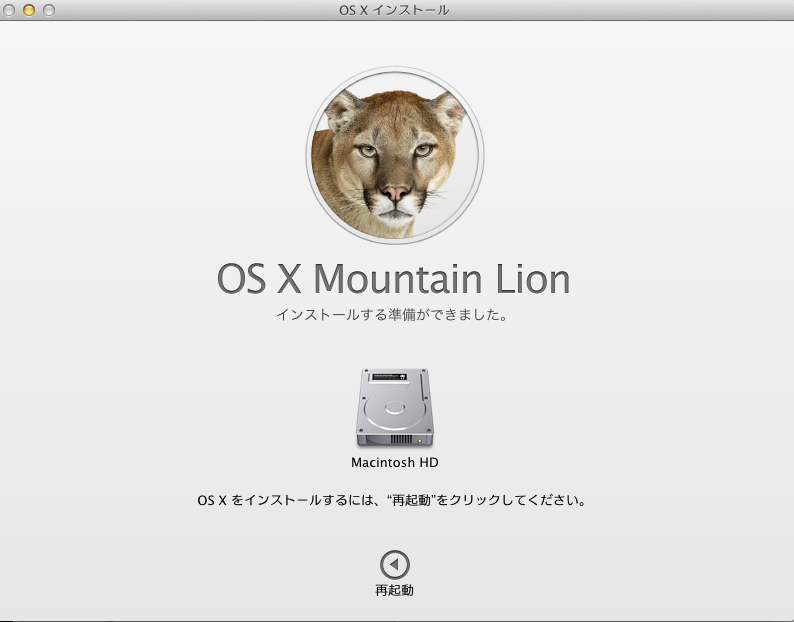 OS X インストール
OS X Mountain Lion
インストールする準備ができました。
Macintosh HD
OS X をインストールするには、“再起動”をクリックしてください。
再起動